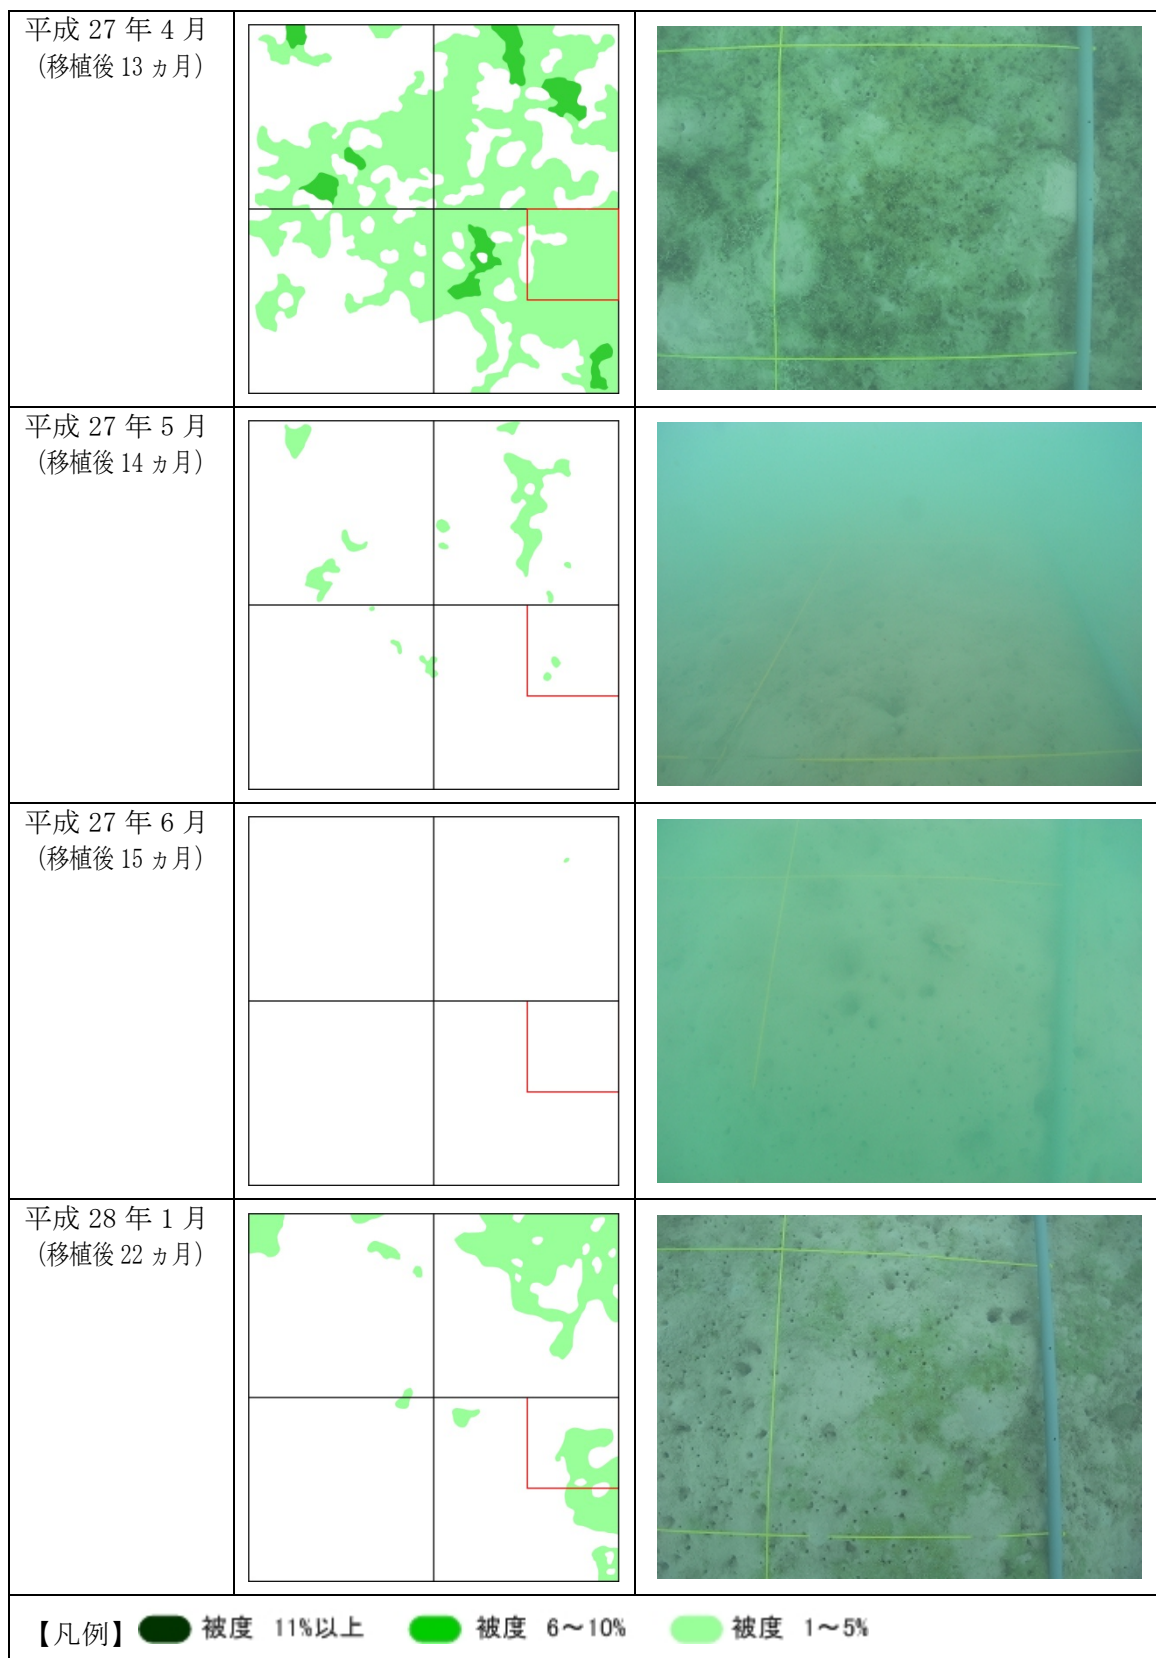 平成 27 年 4 月
(移植後 13 ヵ月)
平成 27 年 5 月
(移植後 14 ヵ月)
平成 27 年 6 月
(移植後 15 ヵ月)
平成 28 年 1 月
(移植後 22 ヵ月)
【凡例】 被度 11%以上 被度 6～10% 被度 1～5%